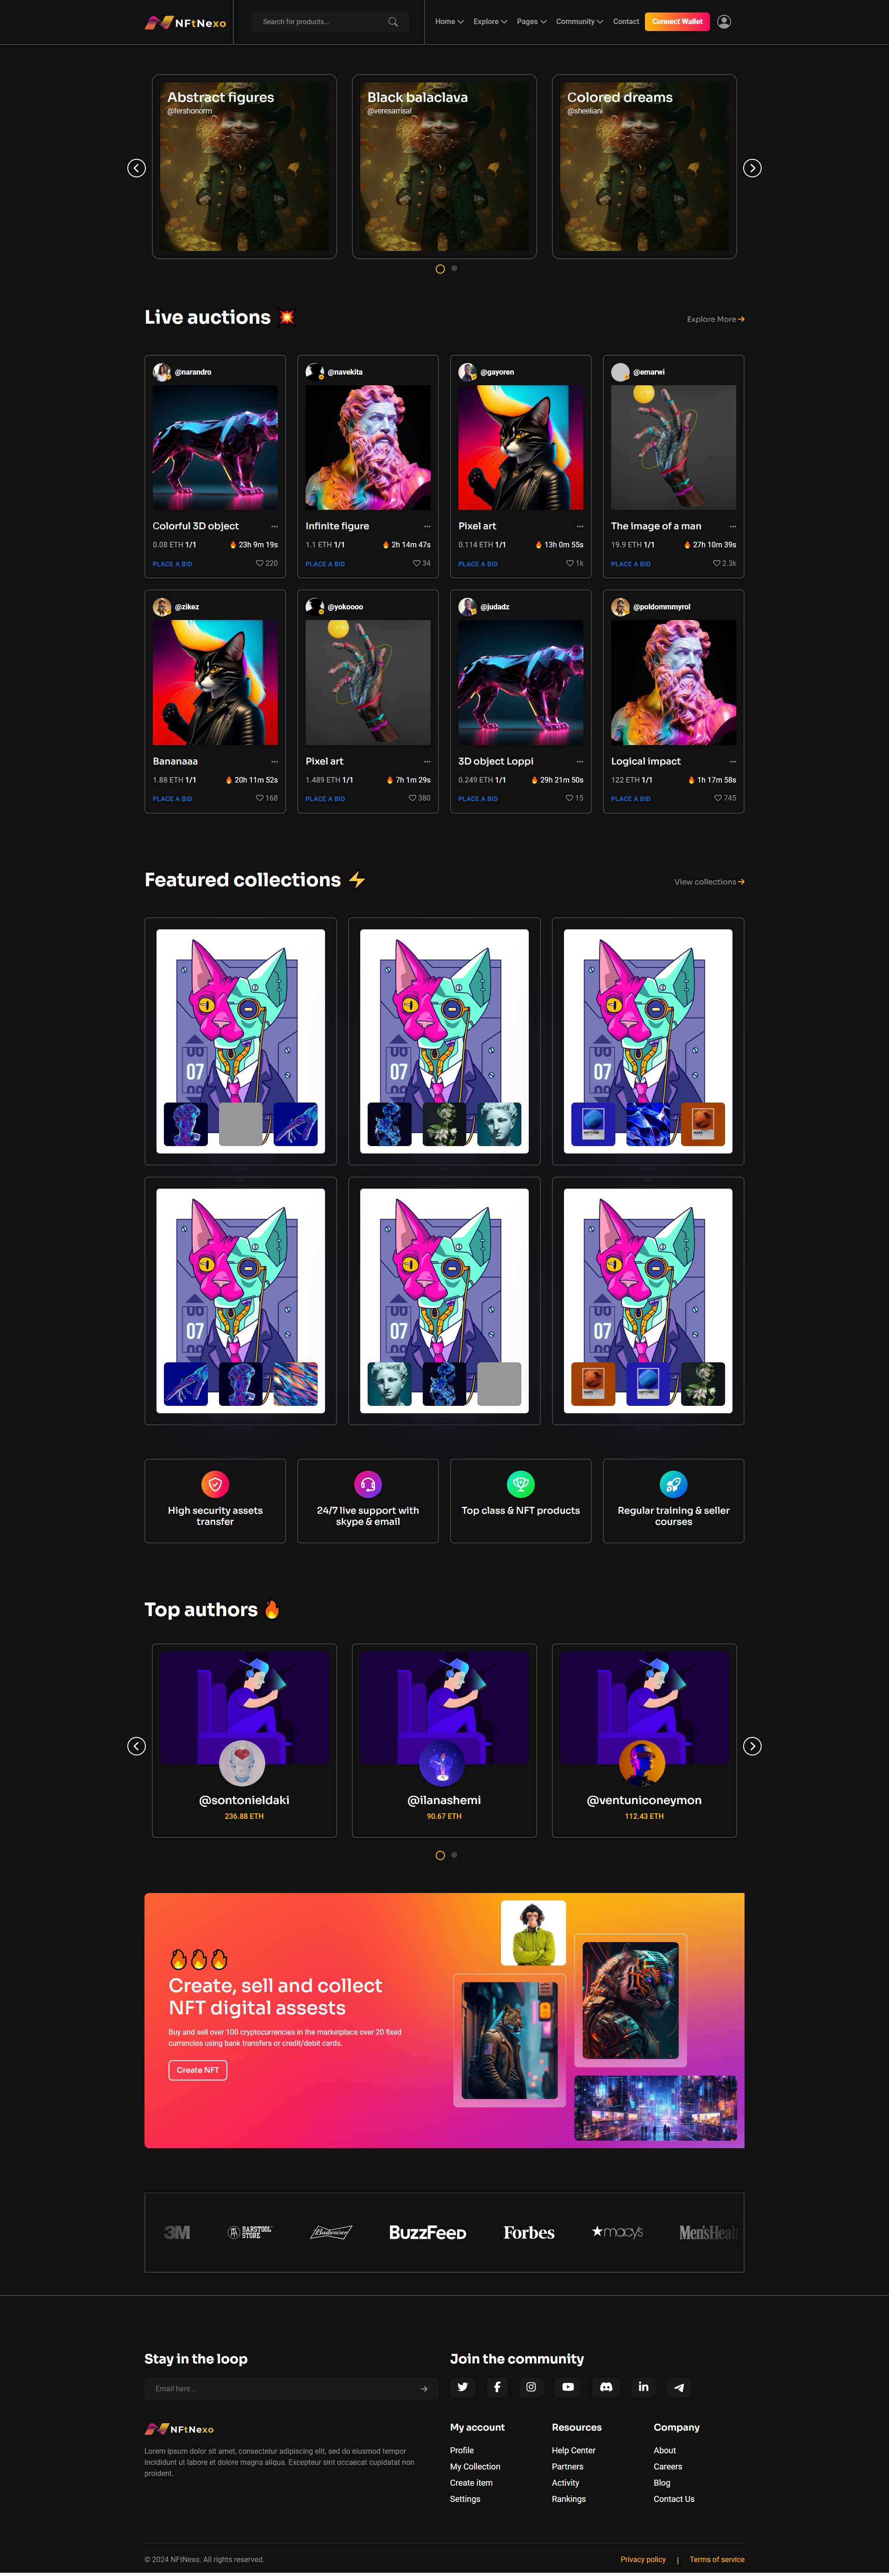 NFtNexo
Search for products...
Home
Explore
Pages
Community
Contact
Connect Wallet
Abstract figures
@fershonorm
Black balaclava
@veresarrisal
Colored dreams
@sheeliani
Live auctions
Explore More
@narandro
@navekita
@gayoren
@emarwi
Colorful 3D object
Infinite figure
Pixel art
The image of a man
0.08 ETH 1/1
23h 9m 19s
1.1 ETH 1/1
2h 14m 47s
0.114 ETH 1/1
13h 0m 55s
19.9 ETH 1/1
27h 10m 39s
PLACE A BID
220
PLACE A BID
34
PLACE A BID
1k
PLACE A BID
2.3k
@zikez
@yokoooo
@judadz
@poldommmyrol
Bananaaa
Pixel art
3D object Loppi
Logical impact
1.88 ETH 1/1
20h 11m 52s
1.489 ETH 1/1
7h 1m 29s
0.249 ETH 1/1
29h 21m 50s
122 ETH 1/1
1h 17m 58s
PLACE A BID
168
PLACE A BID
380
PLACE A BID
15
PLACE A BID
745
Featured collections
View collections
07
07
07
07
07
07
High security assets
transfer
24/7 live support with
skype & email
Top class & NFT products
Regular training & seller
courses
Top authors
@sontonieldaki
236.88 ETH
@ilanashemi
90.67 ETH
@ventuniconeymon
112.43 ETH
Create, sell and collect
NFT digital assests
Buy and sell over 100 cryptocurrencies in the marketplace over 20 fixed
currencies using bank transfers or credit/debit cards.
Create NFT
3M
BARSTOOL
STORE
Budweiser
BuzzFeed
Forbes
macy's
Men'sHeal
Stay in the loop
Email here...
Join the community
NFtNexo
Lorem ipsum dolor sit amet, consectetur adipiscing elit, sed do eiusmod tempor
incididunt ut labore et dolore magna aliqua. Excepteur sint occaecat cupidatat non
proident.
My account
Profile
My Collection
Create item
Settings
Resources
Help Center
Partners
Activity
Rankings
Company
About
Careers
Blog
Contact Us
© 2024 NFtNexo. All rights reserved.
Privacy policy
|
Terms of service